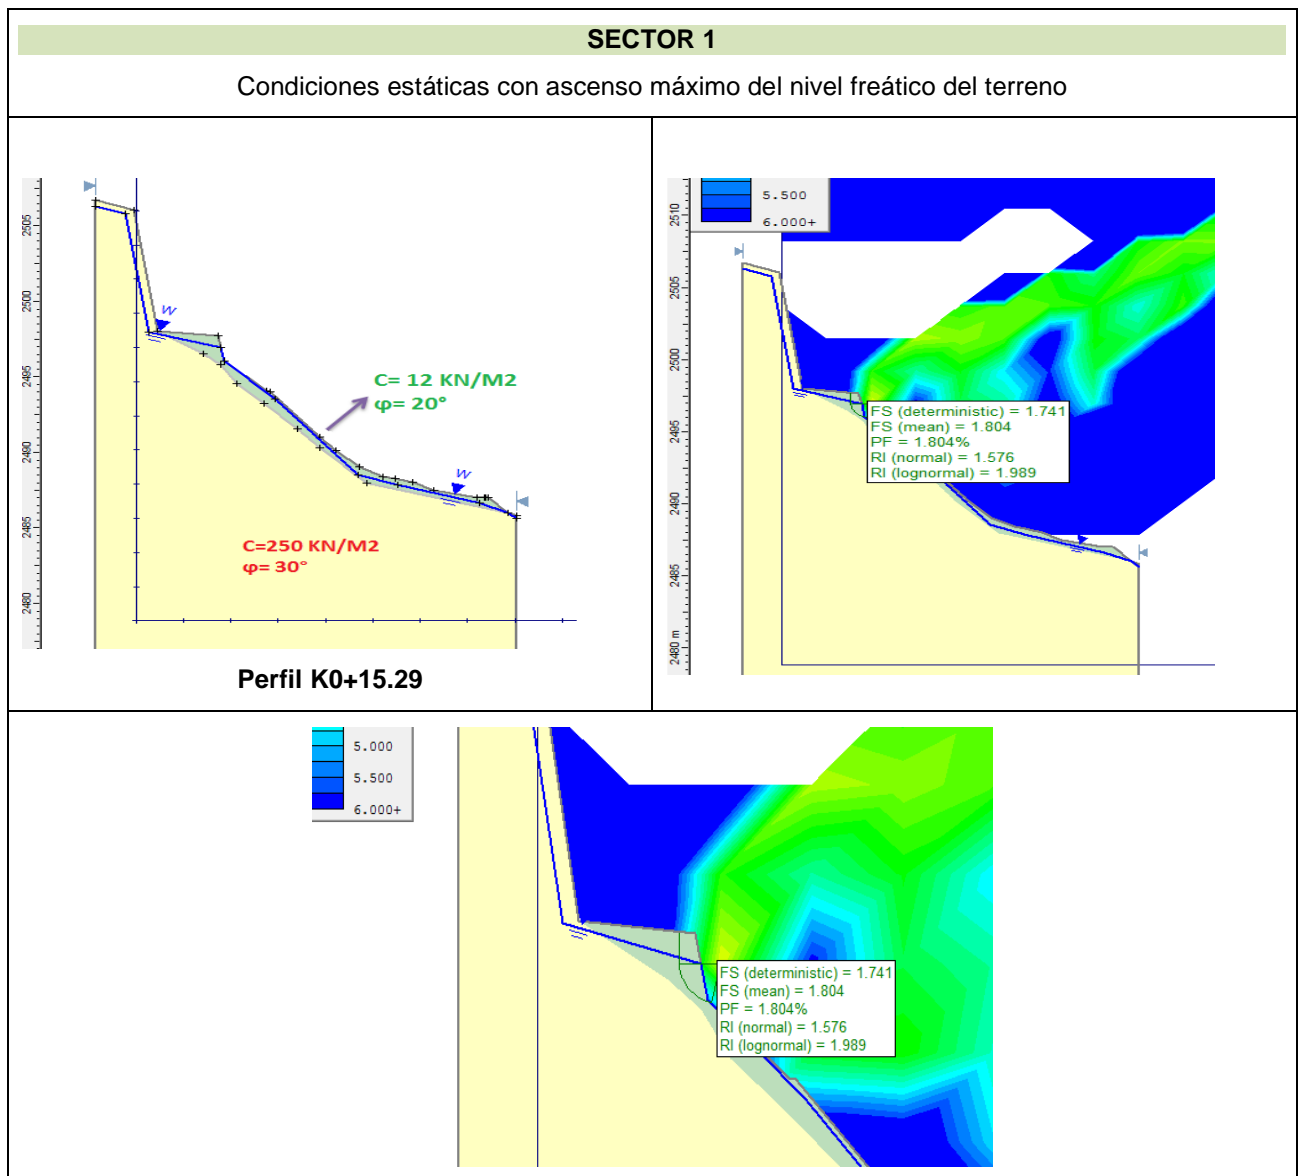 SECTOR 1
Condiciones estáticas con ascenso máximo del nivel freático del terreno
2505
2500
2495
2490
2485
2480
W
W
C= 12 KN/M2
φ= 20°
C=250 KN/M2
φ= 30°
Perfil K0+15.29
5.500
6.000+
2510
2505
2500
2495
2490
2485
2480 m
FS (deterministic) = 1.741
FS (mean) = 1.804
PF = 1.804%
RI (normal) = 1.576
RI (lognormal) = 1.989
5.000
5.500
6.000+
FS (deterministic) = 1.741
FS (mean) = 1.804
PF = 1.804%
RI (normal) = 1.576
RI (lognormal) = 1.989